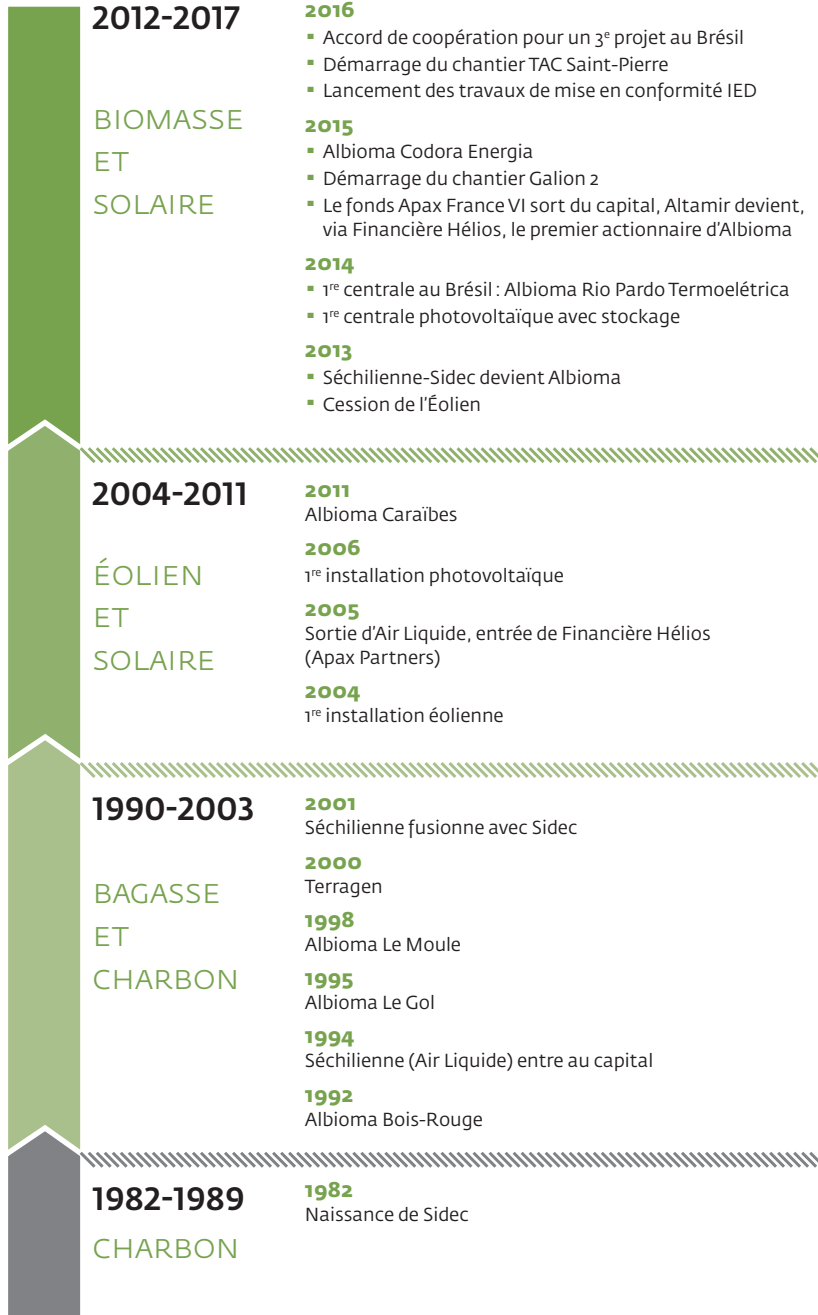 2012-2017
BIOMASSE
ET
SOLAIRE
2016
▪ Accord de coopération pour un 3e projet au Brésil
▪ Démarrage du chantier TAC Saint-Pierre
▪ Lancement des travaux de mise en conformité IED
2015
▪ Albioma Codora Energia
▪ Démarrage du chantier Galion 2
▪ Le fonds Apax France VI sort du capital, Altamir devient,
via Financière Hélios, le premier actionnaire d'Albioma
2014
▪ 1re centrale au Brésil : Albioma Rio Pardo Termoelétrica
▪ 1re centrale photovoltaïque avec stockage
2013
▪ Séchilienne-Sidec devient Albioma
▪ Cession de l'Éolien
2004-2011
ÉOLIEN
ET
SOLAIRE
2011
Albioma Caraïbes
2006
1re installation photovoltaïque
2005
Sortie d'Air Liquide, entrée de Financière Hélios
(Apax Partners)
2004
1re installation éolienne
1990-2003
BAGASSE
ET
CHARBON
2001
Séchilienne fusionne avec Sidec
2000
Terragen
1998
Albioma Le Moule
1995
Albioma Le Gol
1994
Séchilienne (Air Liquide) entre au capital
1992
Albioma Bois-Rouge
1982-1989
CHARBON
1982
Naissance de Sidec